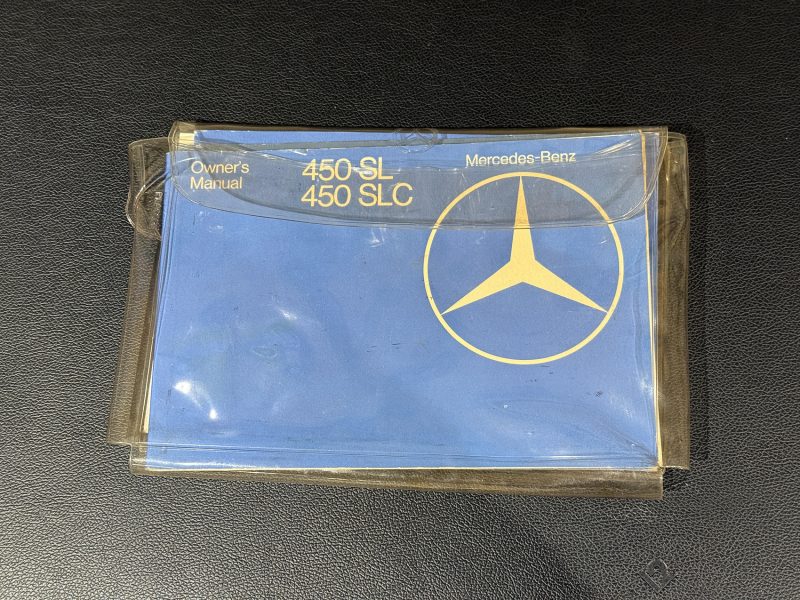 Owner's
Manual
450 SL
450 SLC
Mercedes-Benz